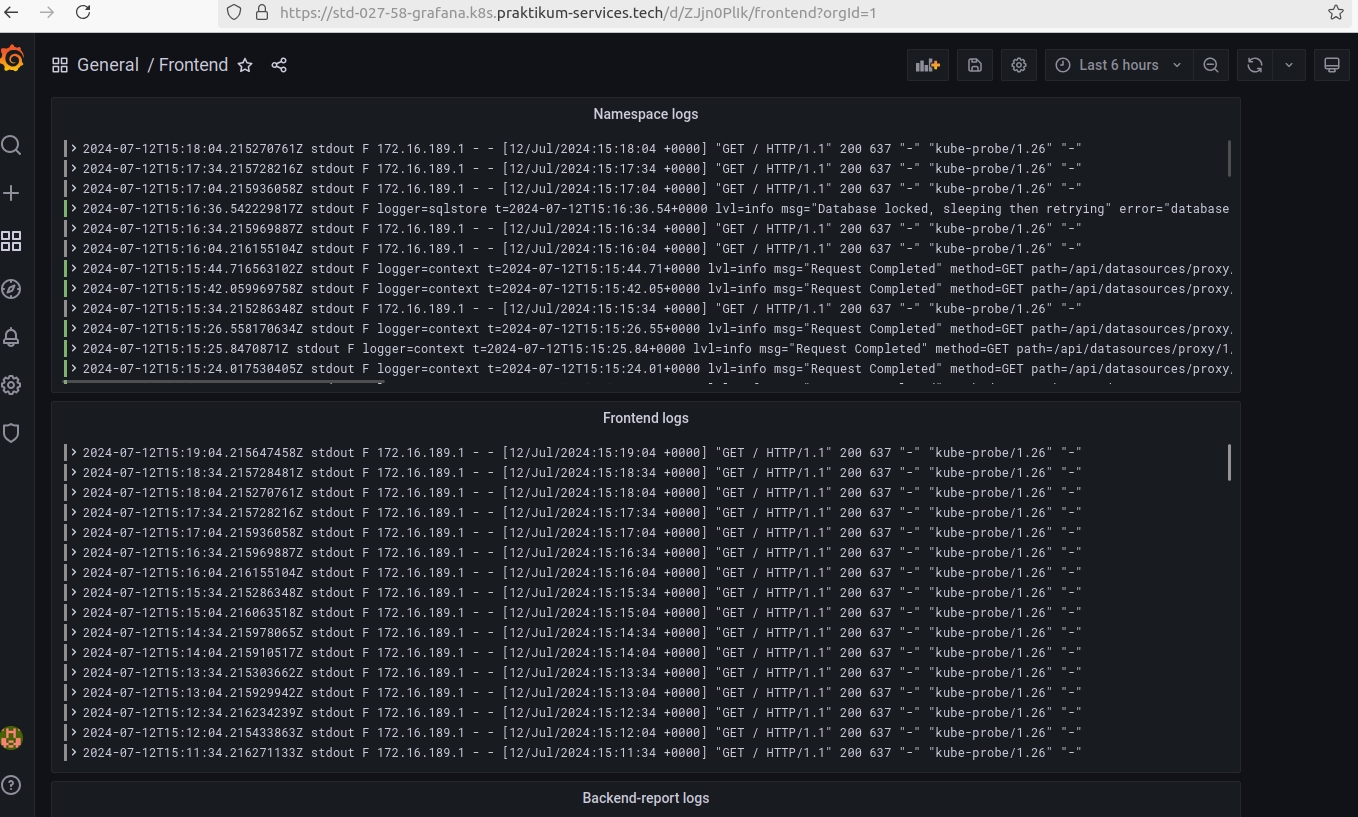 https://std-027-58-grafana.k8s.praktikum-services.tech/d/ZJjn0PlIk/frontend?orgId=1
General / Frontend
Last 6 hours
Namespace logs
2024-07-12T15:18:04.215270761Z stdout F 172.16.189.1 - - [12/Jul/2024:15:18:04 +0000] "GET / HTTP/1.1" 200 637 "-" "kube-probe/1.26" "-"
2024-07-12T15:17:34.215728216Z stdout F 172.16.189.1 - - [12/Jul/2024:15:17:34 +0000] "GET / HTTP/1.1" 200 637 "-" "kube-probe/1.26" "-"
2024-07-12T15:17:04.215936058Z stdout F 172.16.189.1 - - [12/Jul/2024:15:17:04 +0000] "GET / HTTP/1.1" 200 637 "-" "kube-probe/1.26" "-"
2024-07-12T15:16:36.542229817Z stdout F logger=sqlstore t=2024-07-12T15:16:36.54+0000 lvl=info msg="Database locked, sleeping then retrying" error="database
2024-07-12T15:16:34.215969887Z stdout F 172.16.189.1 - - [12/Jul/2024:15:16:34 +0000] "GET / HTTP/1.1" 200 637 "-" "kube-probe/1.26" "-"
2024-07-12T15:16:04.216155104Z stdout F 172.16.189.1 - - [12/Jul/2024:15:16:04 +0000] "GET / HTTP/1.1" 200 637 "-" "kube-probe/1.26" "-"
2024-07-12T15:15:44.716563102Z stdout F logger=context t=2024-07-12T15:15:44.71+0000 lvl=info msg="Request Completed" method=GET path=/api/datasources/proxy/
2024-07-12T15:15:42.059969758Z stdout F logger=context t=2024-07-12T15:15:42.05+0000 lvl=info msg="Request Completed" method=GET path=/api/datasources/proxy/
2024-07-12T15:15:34.215286348Z stdout F 172.16.189.1 - - [12/Jul/2024:15:15:34 +0000] "GET / HTTP/1.1" 200 637 "-" "kube-probe/1.26" "-"
2024-07-12T15:15:26.558170634Z stdout F logger=context t=2024-07-12T15:15:26.55+0000 lvl=info msg="Request Completed" method=GET path=/api/datasources/proxy/
2024-07-12T15:15:25.8470871Z stdout F logger=context t=2024-07-12T15:15:25.84+0000 lvl=info msg="Request Completed" method=GET path=/api/datasources/proxy/1
2024-07-12T15:15:24.017530405Z stdout F logger=context t=2024-07-12T15:15:24.01+0000 lvl=info msg="Request Completed" method=GET path=/api/datasources/proxy/
Frontend logs
2024-07-12T15:19:04.215647458Z stdout F 172.16.189.1 - - [12/Jul/2024:15:19:04 +0000] "GET / HTTP/1.1" 200 637 "-" "kube-probe/1.26" "-"
2024-07-12T15:18:34.215728481Z stdout F 172.16.189.1 - - [12/Jul/2024:15:18:34 +0000] "GET / HTTP/1.1" 200 637 "-" "kube-probe/1.26" "-"
2024-07-12T15:18:04.215270761Z stdout F 172.16.189.1 - - [12/Jul/2024:15:18:04 +0000] "GET / HTTP/1.1" 200 637 "-" "kube-probe/1.26" "-"
2024-07-12T15:17:34.215728216Z stdout F 172.16.189.1 - - [12/Jul/2024:15:17:34 +0000] "GET / HTTP/1.1" 200 637 "-" "kube-probe/1.26" "-"
2024-07-12T15:17:04.215936058Z stdout F 172.16.189.1 - - [12/Jul/2024:15:17:04 +0000] "GET / HTTP/1.1" 200 637 "-" "kube-probe/1.26" "-"
2024-07-12T15:16:34.215969887Z stdout F 172.16.189.1 - - [12/Jul/2024:15:16:34 +0000] "GET / HTTP/1.1" 200 637 "-" "kube-probe/1.26" "-"
2024-07-12T15:16:04.216155104Z stdout F 172.16.189.1 - - [12/Jul/2024:15:16:04 +0000] "GET / HTTP/1.1" 200 637 "-" "kube-probe/1.26" "-"
2024-07-12T15:15:34.215286348Z stdout F 172.16.189.1 - - [12/Jul/2024:15:15:34 +0000] "GET / HTTP/1.1" 200 637 "-" "kube-probe/1.26" "-"
2024-07-12T15:15:04.216063518Z stdout F 172.16.189.1 - - [12/Jul/2024:15:15:04 +0000] "GET / HTTP/1.1" 200 637 "-" "kube-probe/1.26" "-"
2024-07-12T15:14:34.215978065Z stdout F 172.16.189.1 - - [12/Jul/2024:15:14:34 +0000] "GET / HTTP/1.1" 200 637 "-" "kube-probe/1.26" "-"
2024-07-12T15:14:04.215910517Z stdout F 172.16.189.1 - - [12/Jul/2024:15:14:04 +0000] "GET / HTTP/1.1" 200 637 "-" "kube-probe/1.26" "-"
2024-07-12T15:13:34.215303662Z stdout F 172.16.189.1 - - [12/Jul/2024:15:13:34 +0000] "GET / HTTP/1.1" 200 637 "-" "kube-probe/1.26" "-"
2024-07-12T15:13:04.215929942Z stdout F 172.16.189.1 - - [12/Jul/2024:15:13:04 +0000] "GET / HTTP/1.1" 200 637 "-" "kube-probe/1.26" "-"
2024-07-12T15:12:34.216234239Z stdout F 172.16.189.1 - - [12/Jul/2024:15:12:34 +0000] "GET / HTTP/1.1" 200 637 "-" "kube-probe/1.26" "-"
2024-07-12T15:12:04.215433863Z stdout F 172.16.189.1 - - [12/Jul/2024:15:12:04 +0000] "GET / HTTP/1.1" 200 637 "-" "kube-probe/1.26" "-"
2024-07-12T15:11:34.216271133Z stdout F 172.16.189.1 - - [12/Jul/2024:15:11:34 +0000] "GET / HTTP/1.1" 200 637 "-" "kube-probe/1.26" "-"
Backend-report logs